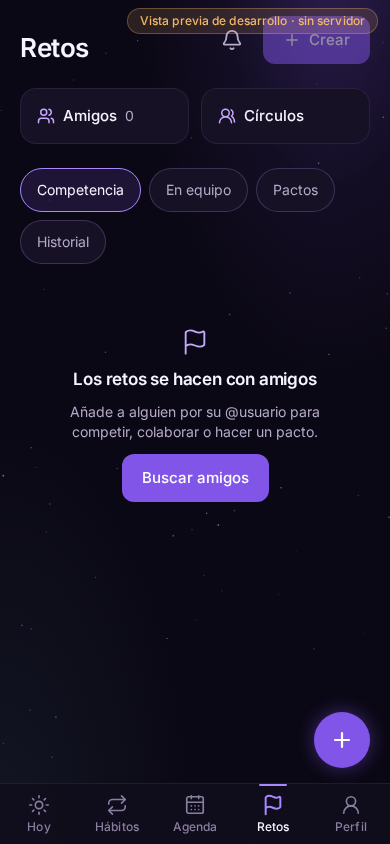 Vista previa de desarrollo · sin servidor
Retos
Crear
Amigos 0
Círculos
Competencia
En equipo
Pactos
Historial
Los retos se hacen con amigos
Añade a alguien por su @usuario para
competir, colaborar o hacer un pacto.
Buscar amigos
Hoy
Hábitos
Agenda
Retos
Perfil